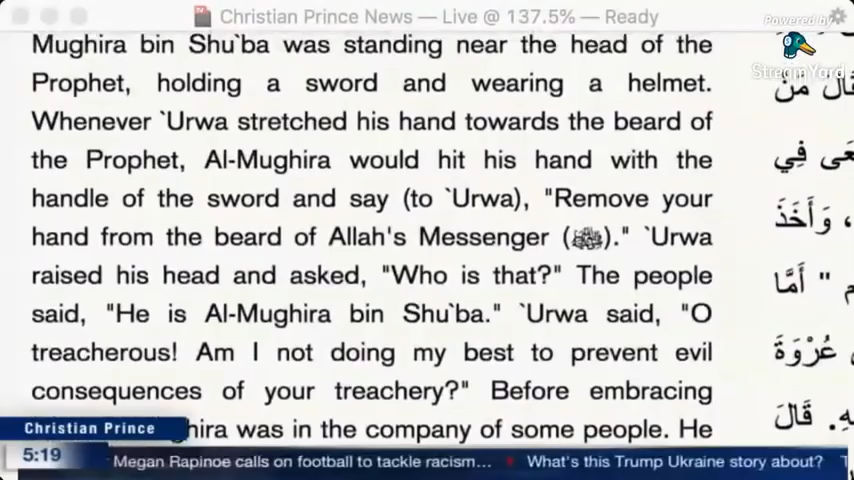 Christian Prince News — Live @ 137.5% — Ready
Powered by
StreamYard
Mughira bin Shu`ba was standing near the head of the
Prophet, holding a sword and wearing a helmet.
Whenever `Urwa stretched his hand towards the beard of
the Prophet, Al-Mughira would hit his hand with the
handle of the sword and say (to `Urwa), "Remove your
hand from the beard of Allah's Messenger (ﷺ)." `Urwa
raised his head and asked, "Who is that?" The people
said, "He is Al-Mughira bin Shu`ba." `Urwa said, "O
treacherous! Am I not doing my best to prevent evil
consequences of your treachery?" Before embracing
hira was in the company of some people. He
قَالَ مَنْ
فِي
، وَأَخَذَ
" أَمَّا
عُرْوَةَ
قَالَ
Christian Prince
5:19
Megan Rapinoe calls on football to tackle racism... What's this Trump Ukraine story about?